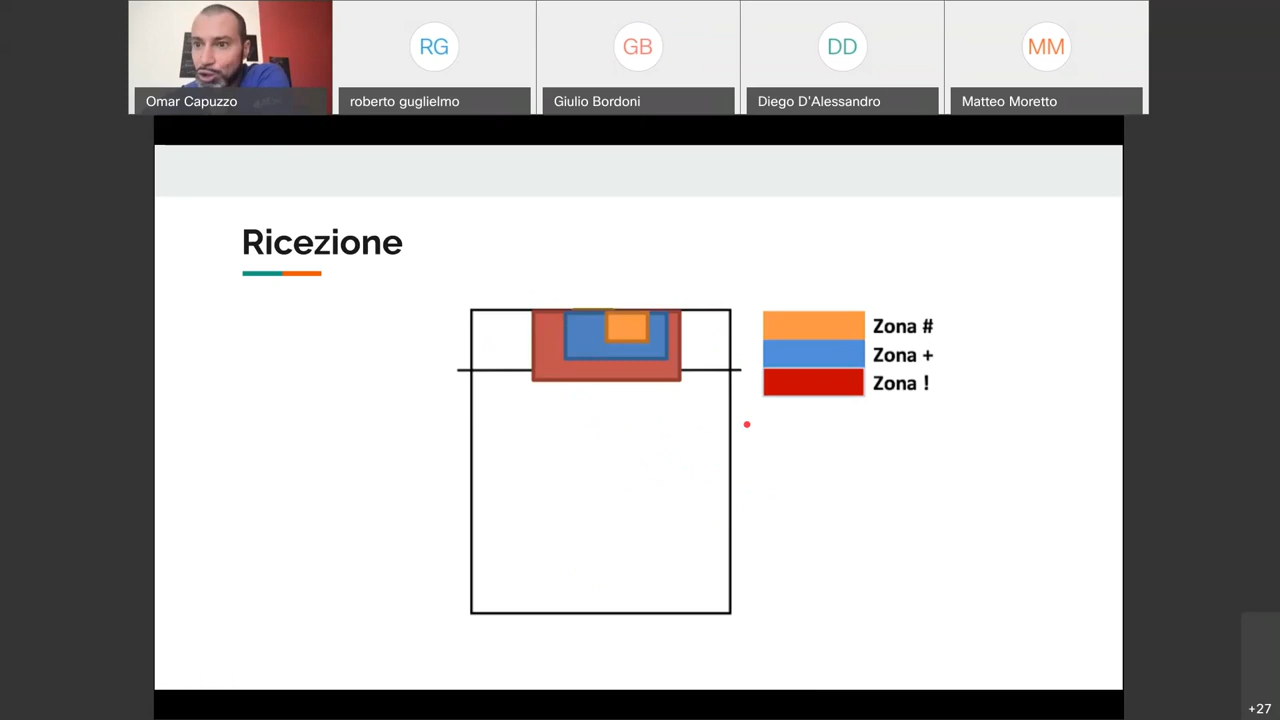 RG
GB
DD
MM
Omar Capuzzo
roberto guglielmo
Giulio Bordoni
Diego D'Alessandro
Matteo Moretto
Ricezione
Zona #
Zona +
Zona !
+27